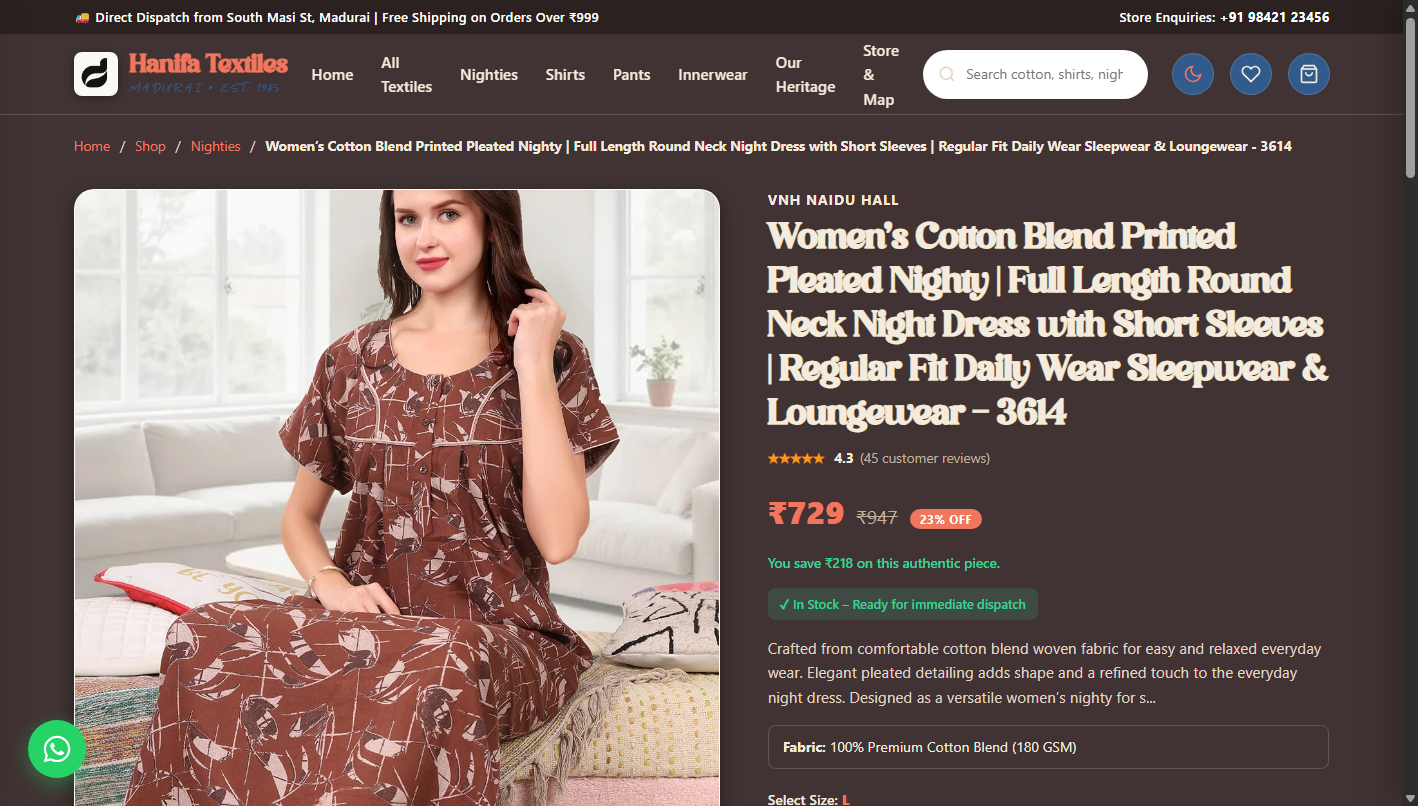 🚚 Direct Dispatch from South Masi St, Madurai | Free Shipping on Orders Over ₹999
Store Enquiries: +91 98421 23456
Hanifa Textiles
MADURAI • EST. 1985
Home
All
Textiles
Nighties
Shirts
Pants
Innerwear
Our
Heritage
Store
&
Map
Search cotton, shirts, nigh
Home / Shop / Nighties / Women's Cotton Blend Printed Pleated Nighty | Full Length Round Neck Night Dress with Short Sleeves | Regular Fit Daily Wear Sleepwear & Loungewear - 3614
VNH NAIDU HALL
Women's Cotton Blend Printed
Pleated Nighty | Full Length Round
Neck Night Dress with Short Sleeves
| Regular Fit Daily Wear Sleepwear &
Loungewear – 3614
★★★★★ 4.3 (45 customer reviews)
₹729 ₹947 23% OFF
You save ₹218 on this authentic piece.
✓ In Stock – Ready for immediate dispatch
Crafted from comfortable cotton blend woven fabric for easy and relaxed everyday
wear. Elegant pleated detailing adds shape and a refined touch to the everyday
night dress. Designed as a versatile women's nighty for s...
Fabric: 100% Premium Cotton Blend (180 GSM)
Select Size: L